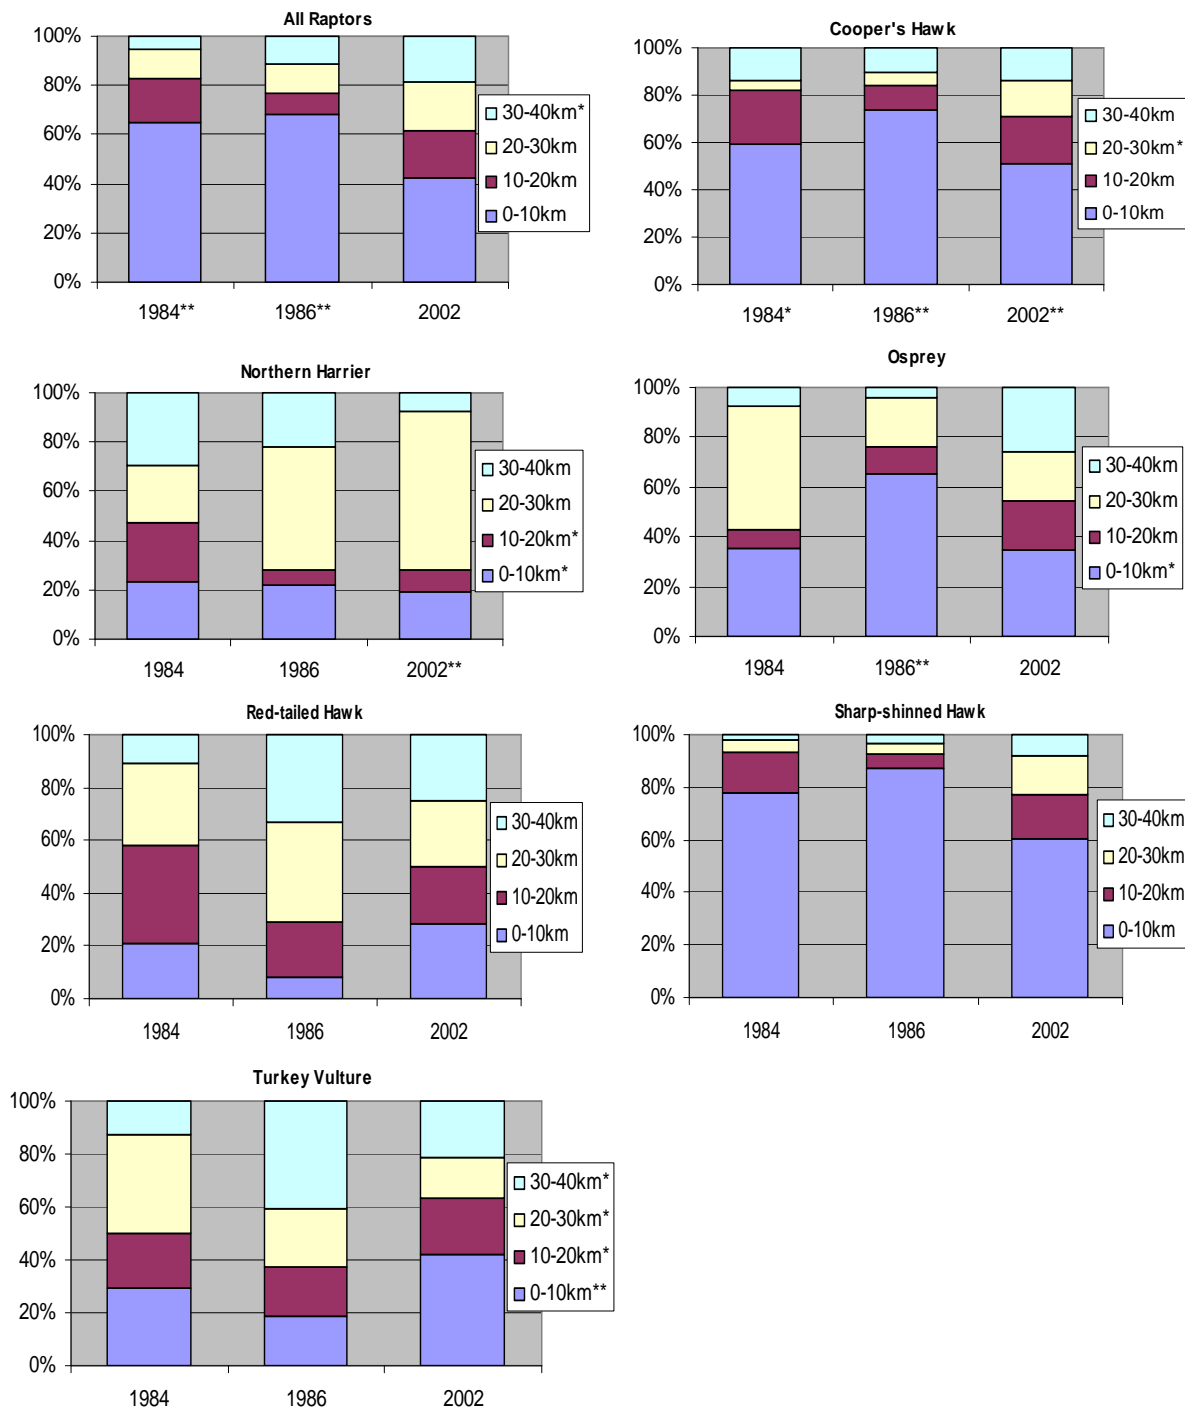 All Raptors
100%
80%
60%
40%
20%
0%
30-40km*
20-30km
10-20km
0-10km
1984**
1986**
2002
Cooper's Hawk
100%
80%
60%
40%
20%
0%
30-40km
20-30km*
10-20km
0-10km
1984*
1986**
2002**
Northern Harrier
100%
80%
60%
40%
20%
0%
30-40km
20-30km
10-20km*
0-10km*
1984
1986
2002**
Osprey
100%
80%
60%
40%
20%
0%
30-40km
20-30km
10-20km
0-10km*
1984
1986**
2002
Red-tailed Hawk
100%
80%
60%
40%
20%
0%
30-40km
20-30km
10-20km
0-10km
1984
1986
2002
Sharp-shinned Hawk
100%
80%
60%
40%
20%
0%
30-40km
20-30km
10-20km
0-10km
1984
1986
2002
Turkey Vulture
100%
80%
60%
40%
20%
0%
30-40km*
20-30km*
10-20km*
0-10km**
1984
1986
2002